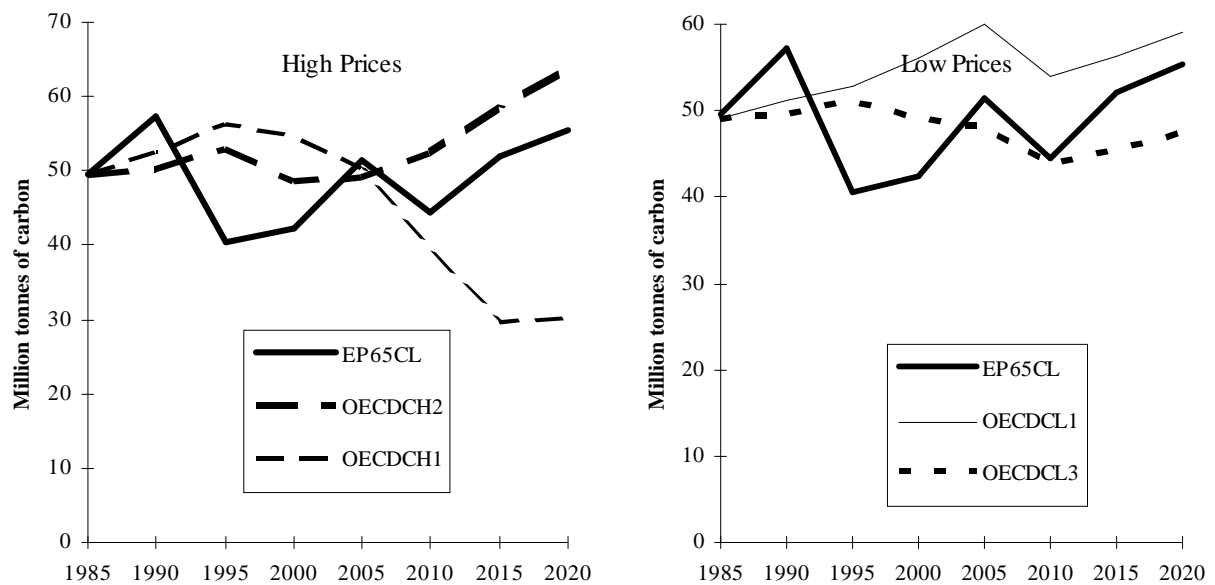 High Prices
Million tonnes of carbon
70
60
50
40
30
20
10
0
1985 1990 1995 2000 2005 2010 2015 2020
EP65CL
OECDCH2
OECDCH1
Low Prices
Million tonnes of carbon
60
50
40
30
20
10
0
1985 1990 1995 2000 2005 2010 2015 2020
EP65CL
OECDCL1
OECDCL3